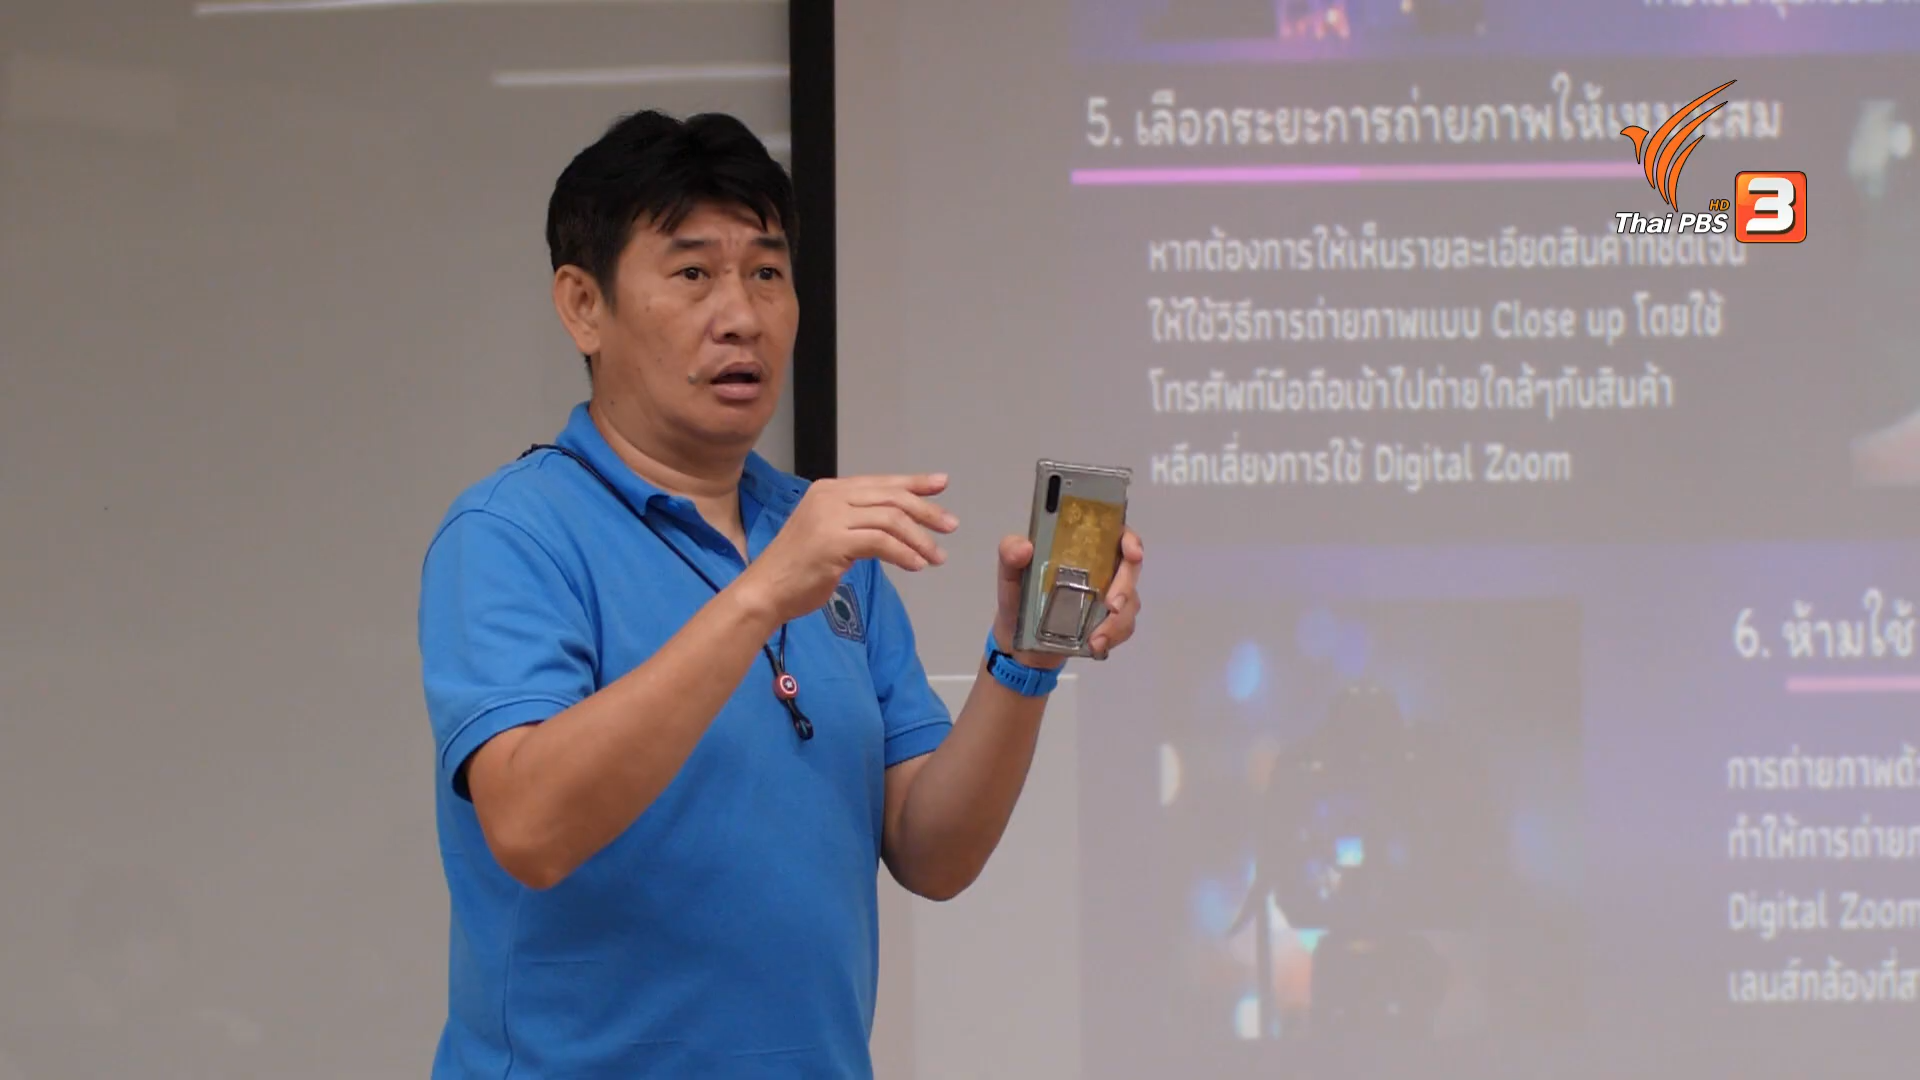 5. เลือกระยะการถ่ายภาพให้เหมาะสม
Thai PBS HD 3
หากต้องการให้เห็นรายละเอียดสินค้าที่ชัดเจน
ให้ใช้วิธีการถ่ายภาพแบบ Close up โดยใช้
โทรศัพท์มือถือเข้าไปถ่ายใกล้ๆกับสินค้า
หลีกเลี่ยงการใช้ Digital Zoom
6. ห้ามใช้
การถ่ายภาพด้ว
ทำให้การถ่ายภ
Digital Zoom
เลนส์กล้องที่ส